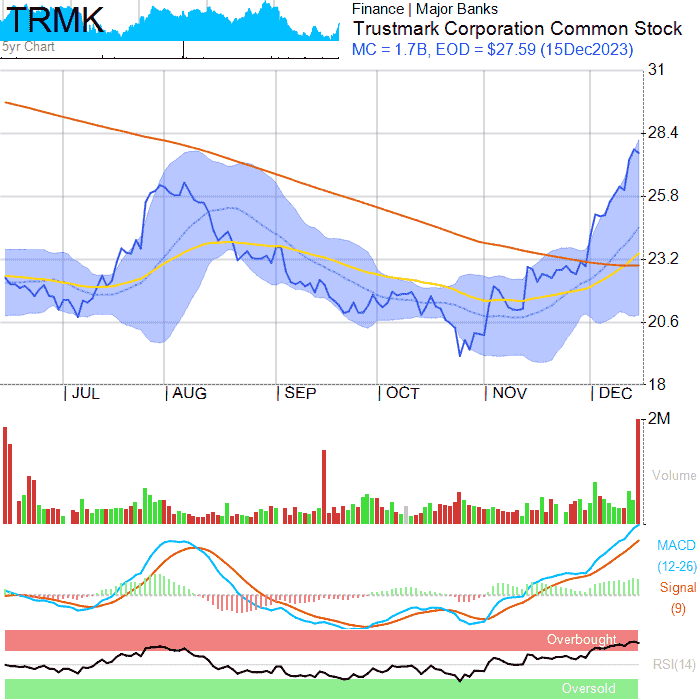 TRMK
5yr Chart
Finance | Major Banks
Trustmark Corporation Common Stock
MC = 1.7B, EOD = $27.59 (15Dec2023)
31
28.4
25.8
23.2
20.6
18
JUL AUG SEP OCT NOV DEC
2M
Volume
MACD
(12-26)
Signal
(9)
Overbought
RSI(14)
Oversold